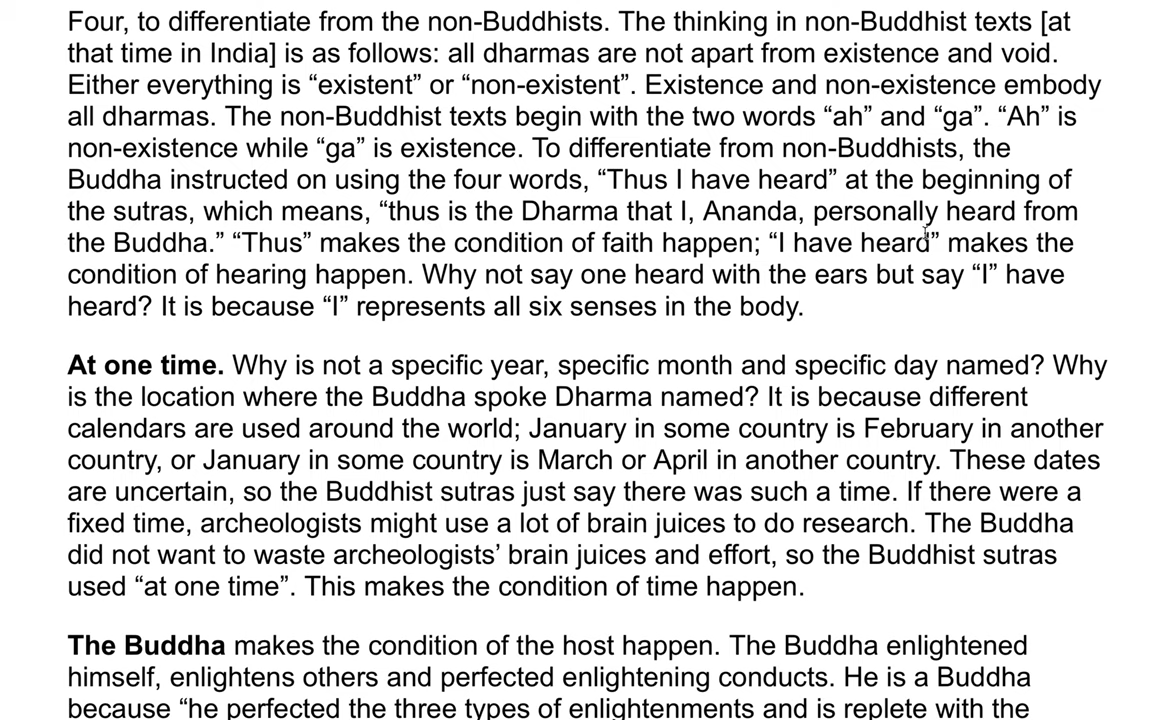 Four, to differentiate from the non-Buddhists. The thinking in non-Buddhist texts [at
that time in India] is as follows: all dharmas are not apart from existence and void.
Either everything is “existent” or “non-existent”. Existence and non-existence embody
all dharmas. The non-Buddhist texts begin with the two words “ah” and “ga”. “Ah” is
non-existence while “ga” is existence. To differentiate from non-Buddhists, the
Buddha instructed on using the four words, “Thus I have heard” at the beginning of
the sutras, which means, “thus is the Dharma that I, Ananda, personally heard from
the Buddha.” “Thus” makes the condition of faith happen; “I have heard” makes the
condition of hearing happen. Why not say one heard with the ears but say “I” have
heard? It is because “I” represents all six senses in the body.
At one time. Why is not a specific year, specific month and specific day named? Why
is the location where the Buddha spoke Dharma named? It is because different
calendars are used around the world; January in some country is February in another
country, or January in some country is March or April in another country. These dates
are uncertain, so the Buddhist sutras just say there was such a time. If there were a
fixed time, archeologists might use a lot of brain juices to do research. The Buddha
did not want to waste archeologists’ brain juices and effort, so the Buddhist sutras
used “at one time”. This makes the condition of time happen.
The Buddha makes the condition of the host happen. The Buddha enlightened
himself, enlightens others and perfected enlightening conducts. He is a Buddha
because “he perfected the three types of enlightenments and is replete with the